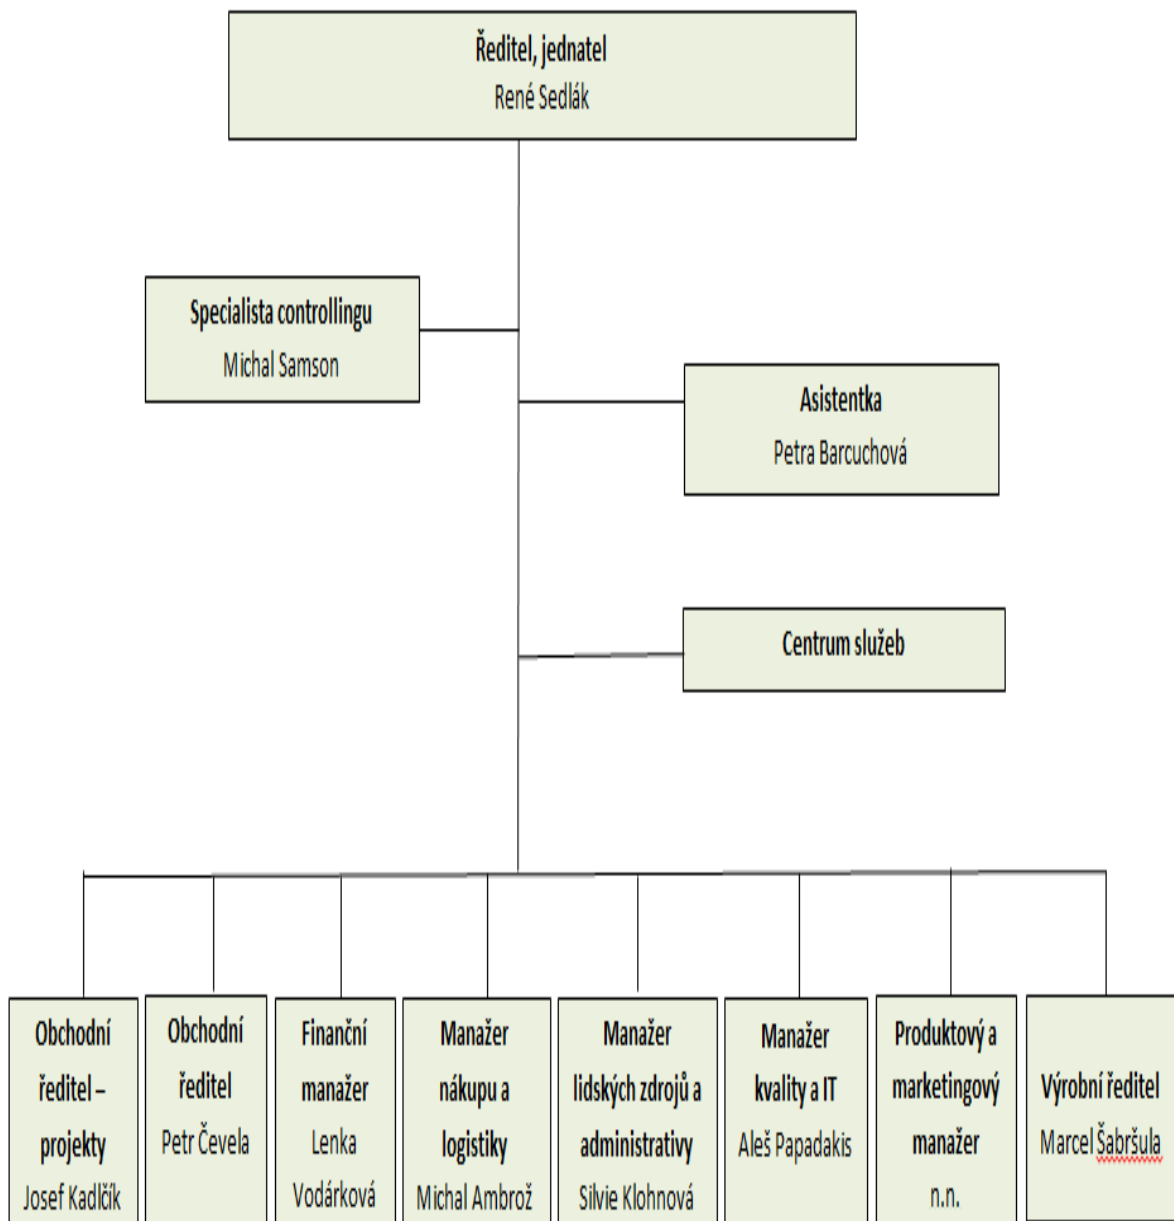 Ředitel, jednatel
René Sedlák
Specialista controllingu
Michal Samson
Asistentka
Petra Barcuchová
Centrum služeb
Obchodní
ředitel –
projekty
Josef Kadlčík
Obchodní
ředitel
Petr Čevela
Finanční
manažer
Lenka
Vodárková
Manažer
nákupu a
logistiky
Michal Ambrož
Manažer
lidských zdrojů a
administrativy
Silvie Klohnová
Manažer
kvality a IT
Aleš Papadakis
Produktový a
marketingový
manažer
n.n.
Výrobní ředitel
Marcel Šabršula